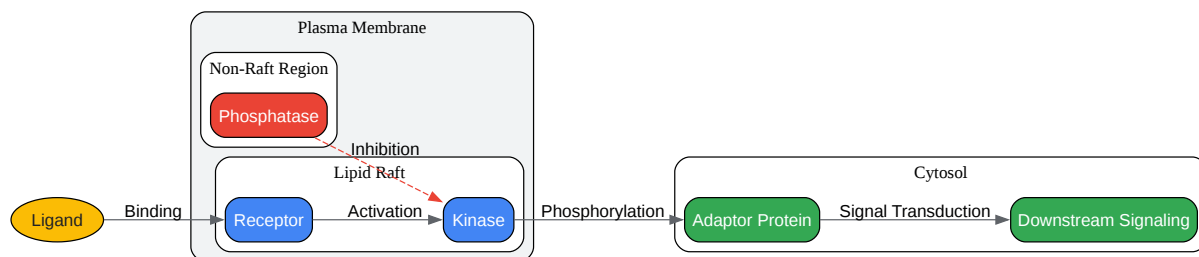 Plasma Membrane
Non-Raft Region
Phosphatase
Inhibition
Lipid Raft
Cytosol
Ligand
Binding
Receptor
Activation
Kinase
Phosphorylation
Adaptor Protein
Signal Transduction
Downstream Signaling